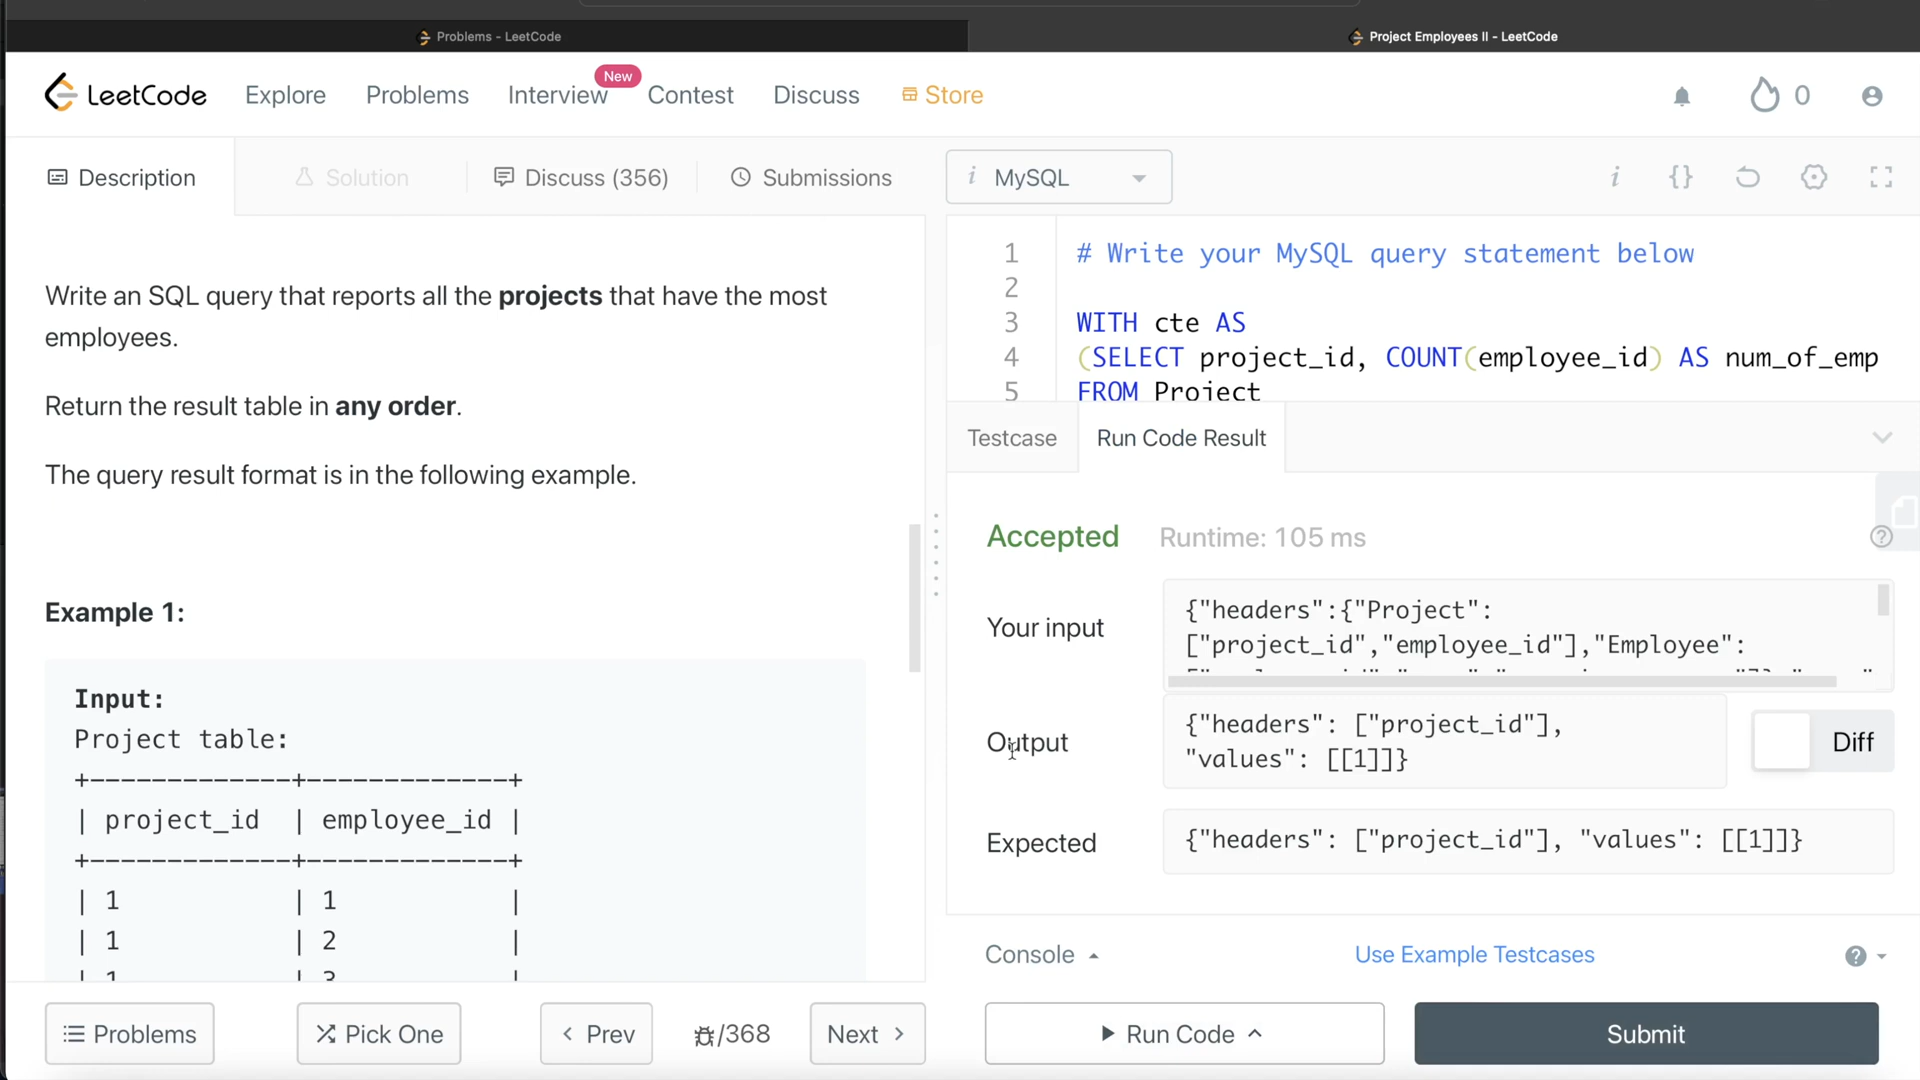 Problems - LeetCode
Project Employees II - LeetCode
LeetCode
Explore
Problems
Interview
New
Contest
Discuss
Store
0
Description
Solution
Discuss (356)
Submissions
i MySQL
i {}
Write an SQL query that reports all the projects that have the most
employees.
Return the result table in any order.
The query result format is in the following example.
Example 1:
Input:
Project table:
+------------+-------------+
| project_id | employee_id |
+------------+-------------+
| 1 | 1 |
| 1 | 2 |
| 1 | 3 |
1 # Write your MySQL query statement below
2
3 WITH cte AS
4 (SELECT project_id, COUNT(employee_id) AS num_of_emp
5 FROM Project
Testcase
Run Code Result
Accepted
Runtime: 105 ms
?
Your input
{"headers":{"Project":
["project_id","employee_id"],"Employee":
Output
{"headers": ["project_id"],
"values": [[1]]}
Diff
Expected
{"headers": ["project_id"], "values": [[1]]}
Console
Use Example Testcases
?
Problems
Pick One
Prev
/368
Next
Run Code
Submit